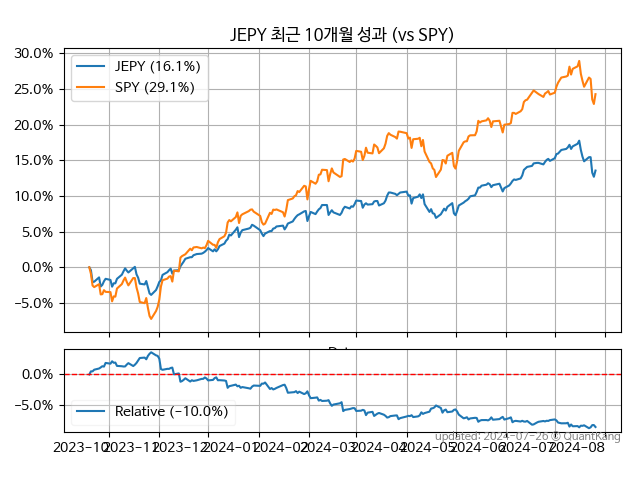 JEPY 최근 10개월 성과 (vs SPY)
30.0%
25.0%
20.0%
15.0%
10.0%
5.0%
0.0%
−5.0%
JEPY (16.1%)
SPY (29.1%)
0.0%
−5.0%
Relative (−10.0%)
updated: 2024-07-26 © QuantKang
2023-10 2023-11 2023-12 2024-01 2024-02 2024-03 2024-04 2024-05 2024-06 2024-07 2024-08